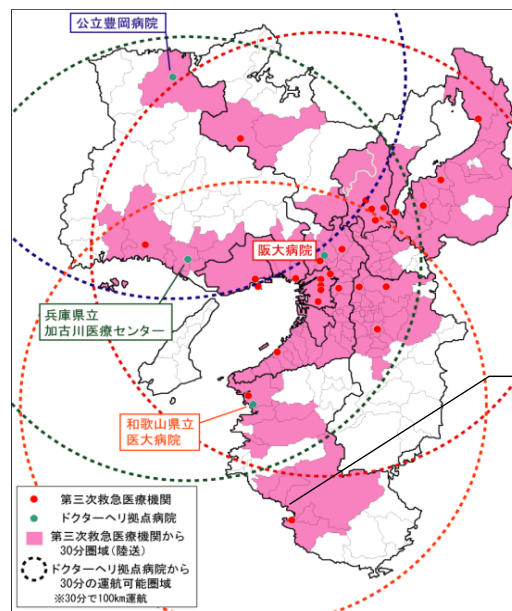 公立豊岡病院
阪大病院
兵庫県立
加古川医療センター
和歌山県立
医大病院
第三次救急医療機関
ドクターヘリ拠点病院
第三次救急医療機関から
30分圏域(陸送)
ドクターヘリ拠点病院から
30分の運航可能圏域
※30分で100km運航